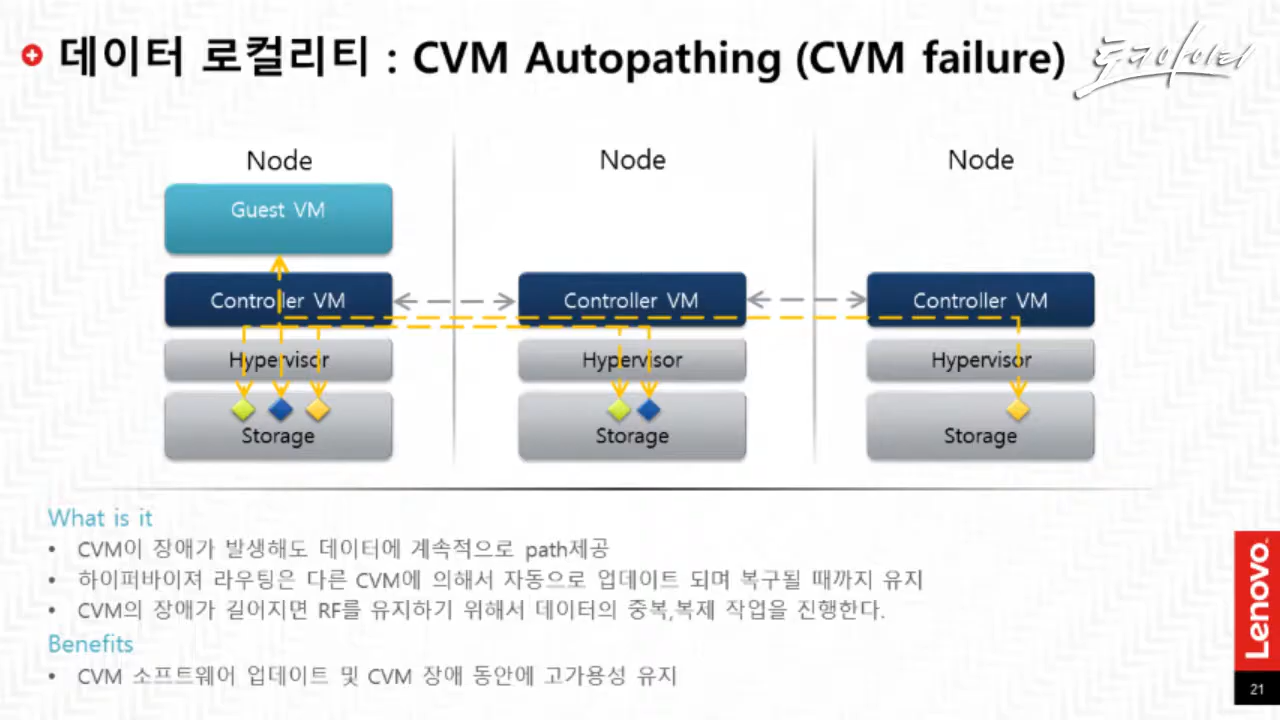 데이터 로컬리티 : CVM Autopathing (CVM failure)
토크아이티
Node
Node
Node
Guest VM
Controller VM
Controller VM
Controller VM
Hypervisor
Hypervisor
Hypervisor
Storage
Storage
Storage
What is it
• CVM이 장애가 발생해도 데이터에 계속적으로 path제공
• 하이퍼바이져 라우팅은 다른 CVM에 의해서 자동으로 업데이트 되며 복구될 때까지 유지
• CVM의 장애가 길어지면 RF를 유지하기 위해서 데이터의 중복,복제 작업을 진행한다.
Benefits
• CVM 소프트웨어 업데이트 및 CVM 장애 동안에 고가용성 유지
Lenovo
21